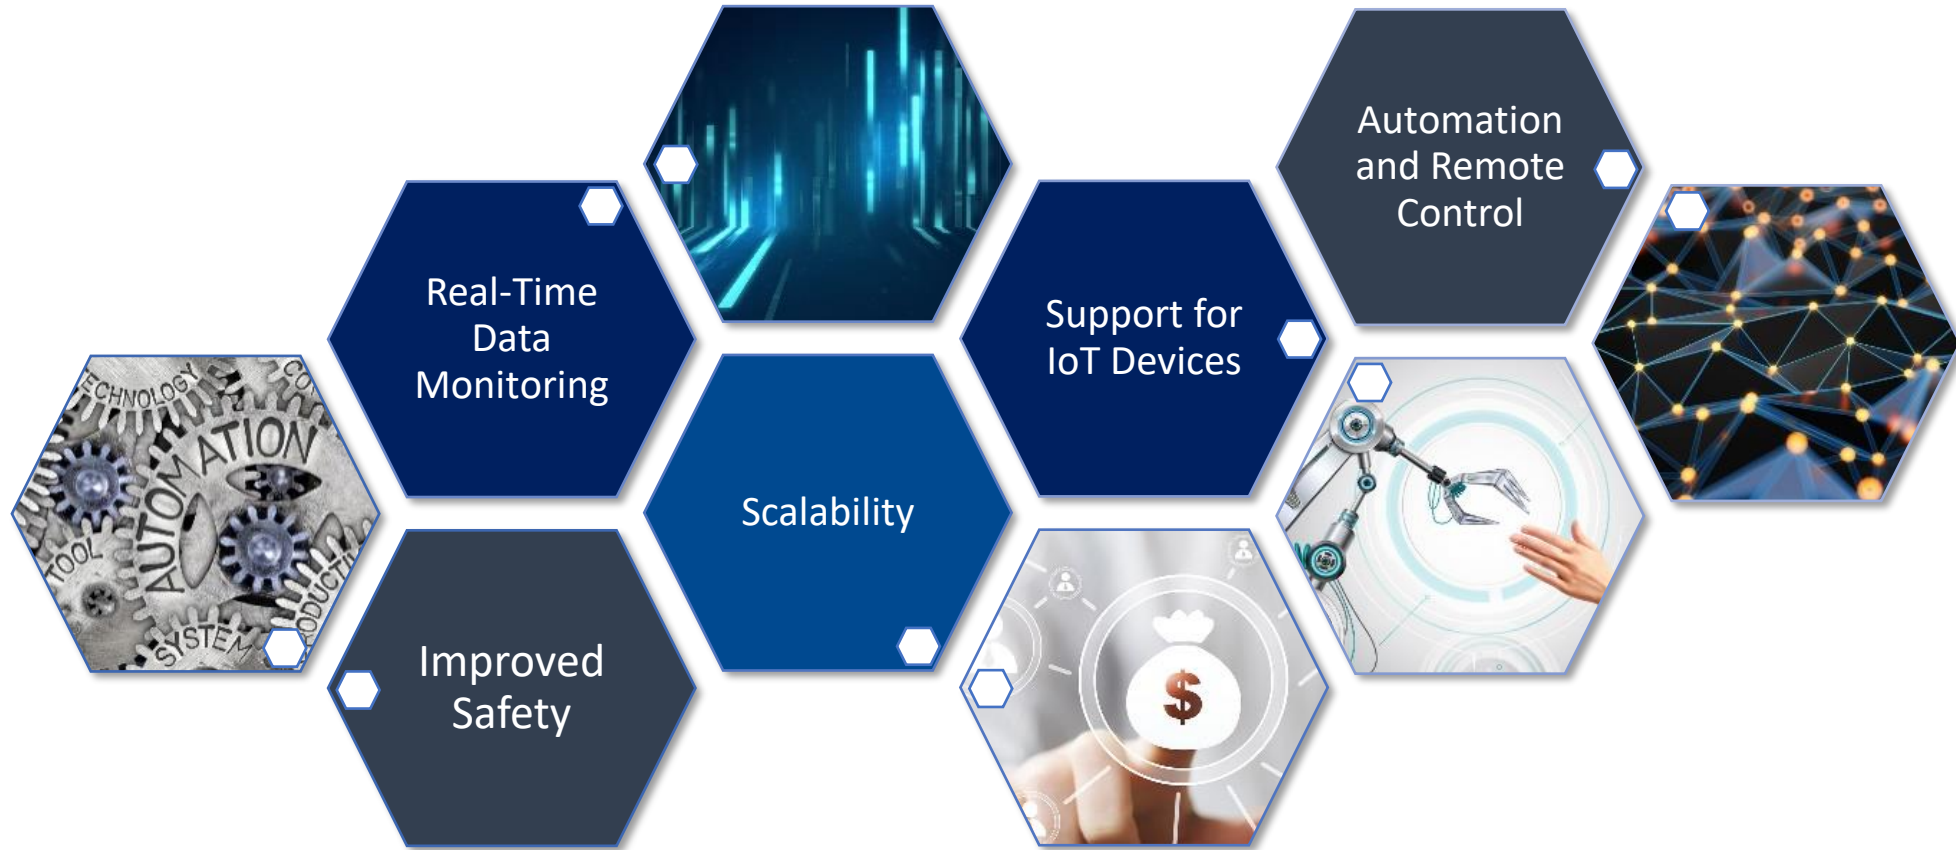 Automation
and Remote
Control
Real-Time
Data
Monitoring
Support for
IoT Devices
Scalability
Improved
Safety
TECHNOLOGY
AUTOMATION
TOOL
SYSTEM
$